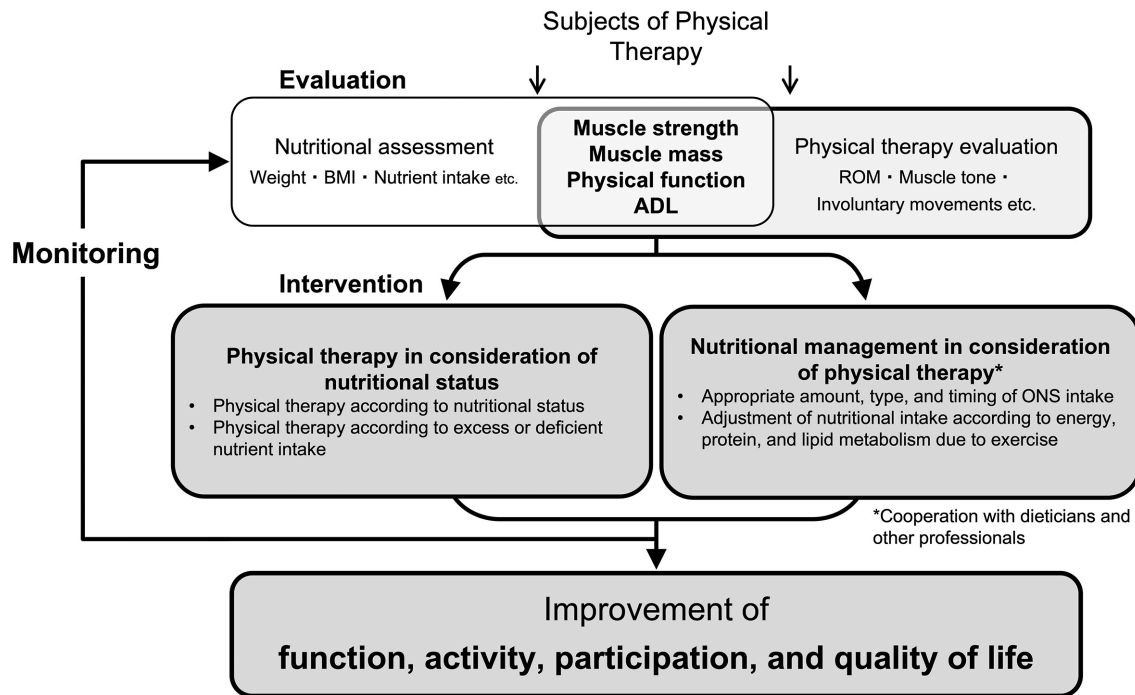 Subjects of Physical
Therapy
Evaluation
Nutritional assessment
Weight・BMI・Nutrient intake etc.
Muscle strength
Muscle mass
Physical function
ADL
Physical therapy evaluation
ROM・Muscle tone・
Involuntary movements etc.
Monitoring
Intervention
Physical therapy in consideration of
nutritional status
• Physical therapy according to nutritional status
• Physical therapy according to excess or deficient
nutrient intake
Nutritional management in consideration
of physical therapy*
• Appropriate amount, type, and timing of ONS intake
• Adjustment of nutritional intake according to energy,
protein, and lipid metabolism due to exercise
*Cooperation with dieticians and
other professionals
Improvement of
function, activity, participation, and quality of life